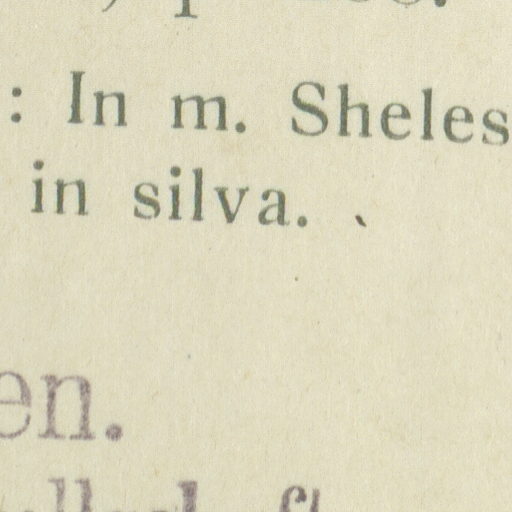 : In m. Sheles
in silva.
en.